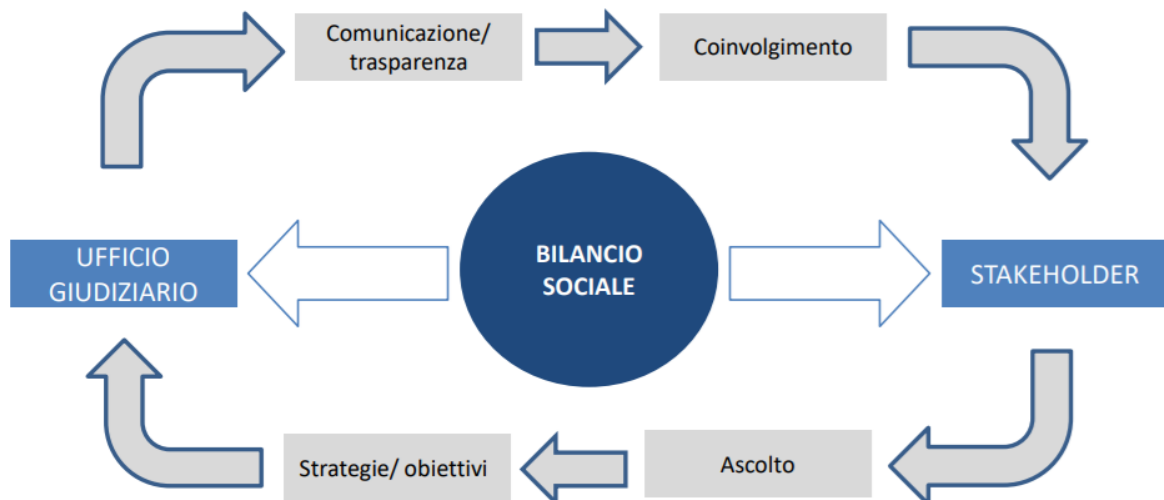 Comunicazione/
trasparenza
Coinvolgimento
UFFICIO
GIUDIZIARIO
BILANCIO
SOCIALE
STAKEHOLDER
Strategie/ obiettivi
Ascolto